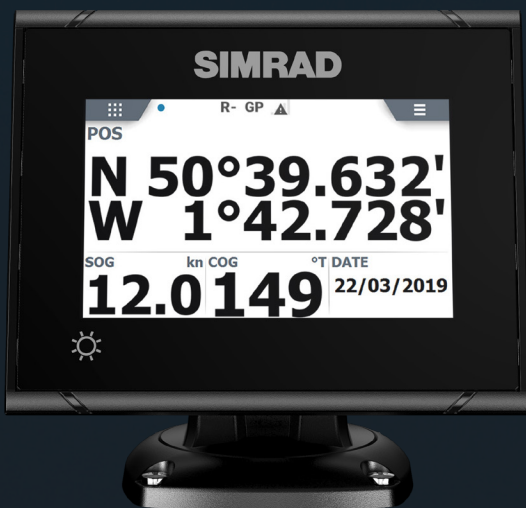 SIMRAD
R- GP
POS
N 50°39.632'
W 1°42.728'
SOG kn COG °T DATE
12.0 149 22/03/2019